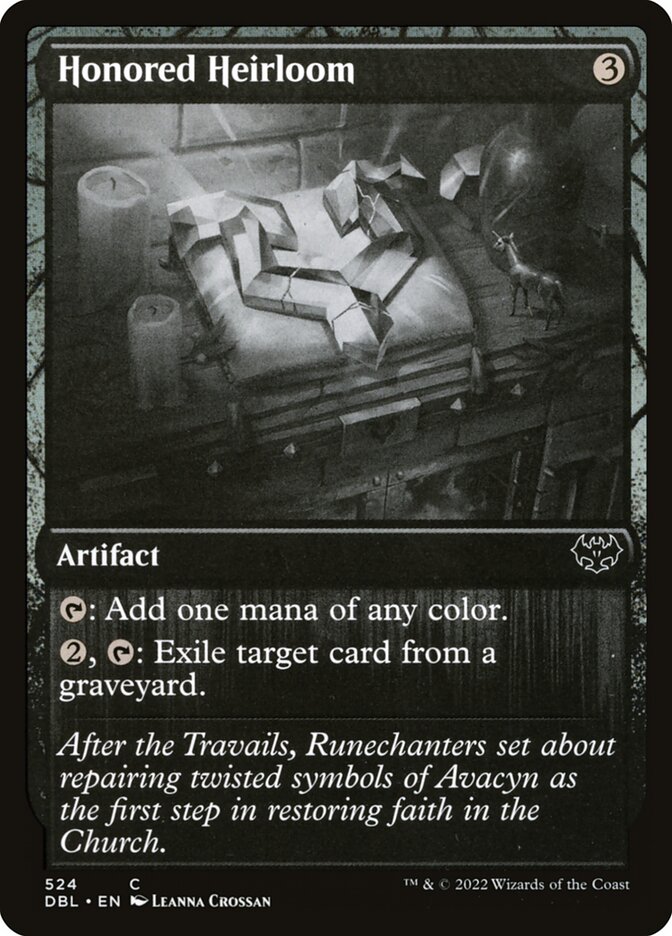 Honored Heirloom 3
Artifact
: Add one mana of any color.
2, : Exile target card from a
graveyard.
After the Travails, Runechanters set about
repairing twisted symbols of Avacyn as
the first step in restoring faith in the
Church.
524 C
DBL • EN Leanna Crossan
™ & © 2022 Wizards of the Coast